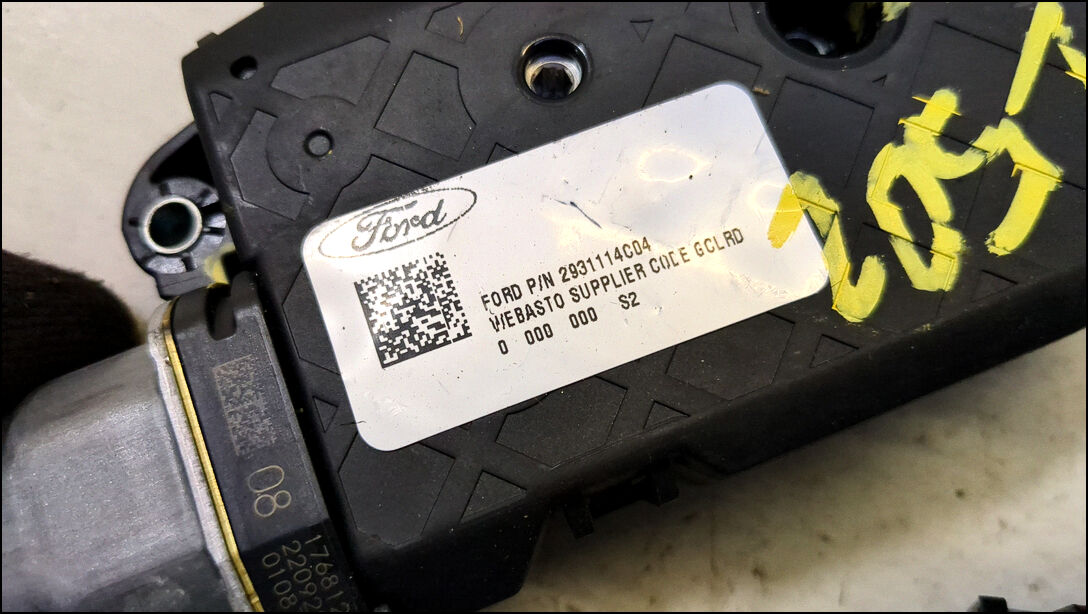 Ford
FORD P/N 2931114C04
WEBASTO SUPPLIER CODE GCLRD
0 000 000 S2
08